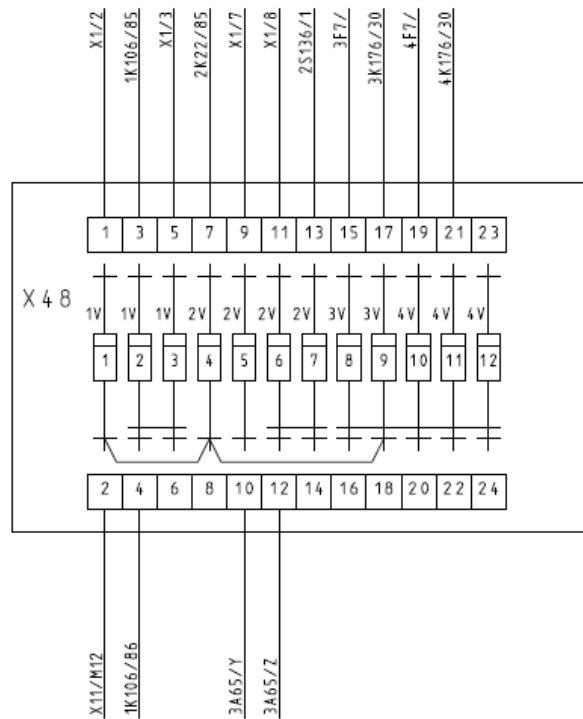 X1/2
1K106/85
X1/3
2K22/85
X1/7
X1/8
2S136/1
3F7/
3K176/30
4F7/
4K176/30
1 3 5 7 9 11 13 15 17 19 21 23
X48
1V 1V 1V 2V 2V 2V 2V 3V 3V 4V 4V 4V
1 2 3 4 5 6 7 8 9 10 11 12
2 4 6 8 10 12 14 16 18 20 22 24
X11/M12
1K106/86
3A65/Y
3A65/Z